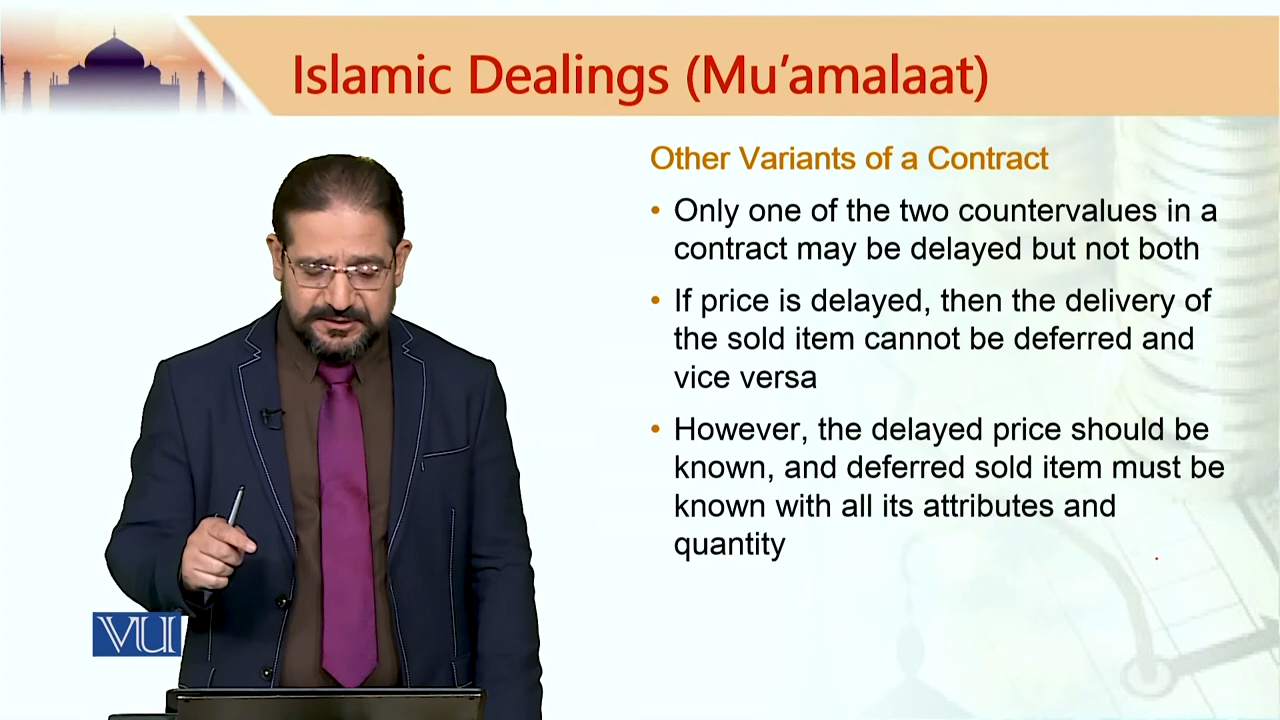 Islamic Dealings (Mu’amalaat)
Other Variants of a Contract
• Only one of the two countervalues in a
contract may be delayed but not both
• If price is delayed, then the delivery of
the sold item cannot be deferred and
vice versa
• However, the delayed price should be
known, and deferred sold item must be
known with all its attributes and
quantity
VU